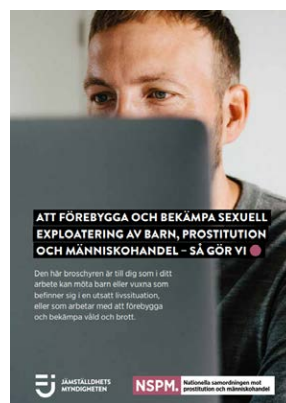 ATT FÖREBYGGA OCH BEKÄMPA SEXUELL
EXPLOATERING AV BARN, PROSTITUTION
OCH MÄNNISKOHANDEL – SÅ GÖR VI
Den här broschyren är till dig som i ditt
arbete kan möta barn eller vuxna som
befinner sig i en utsatt livssituation,
eller som arbetar med att förebygga
och bekämpa våld och brott.
JÄMSTÄLLDHETS
MYNDIGHETEN
NSPM.
Nationella samordningen mot
prostitution och människohandel